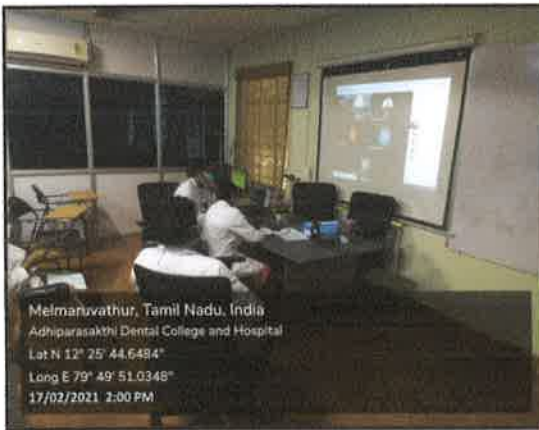 Melmaruvathur, Tamil Nadu, India
Adhiparasakthi Dental College and Hospital
Lat N 12° 25' 44.6484"
Long E 79° 49' 51.0348"
17/02/2021 2:00 PM